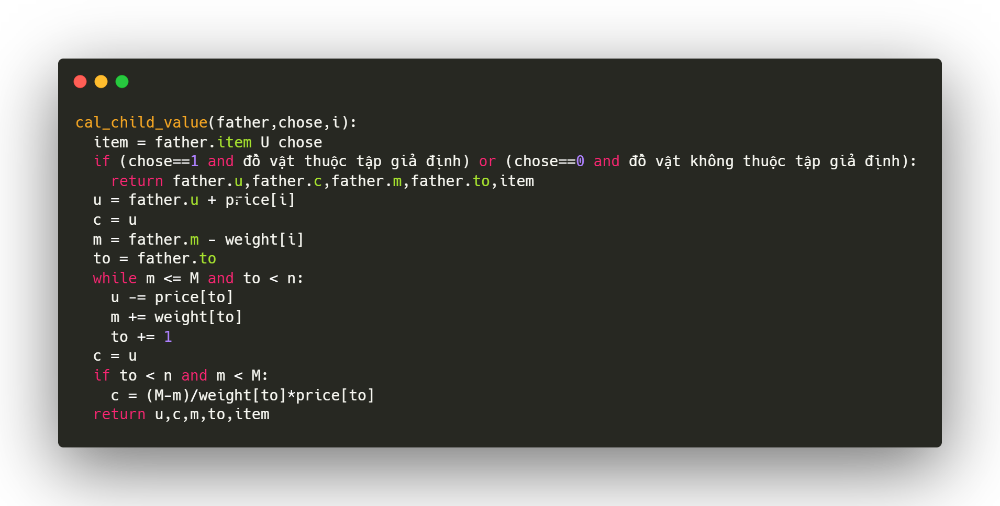 cal_child_value(father,chose,i):
item = father.item U chose
if (chose==1 and đồ vật thuộc tập giả định) or (chose==0 and đồ vật không thuộc tập giả định):
return father.u,father.c,father.m,father.to,item
u = father.u + price[i]
c = u
m = father.m - weight[i]
to = father.to
while m <= M and to < n:
u -= price[to]
m += weight[to]
to += 1
c = u
if to < n and m < M:
c = (M-m)/weight[to]*price[to]
return u,c,m,to,item